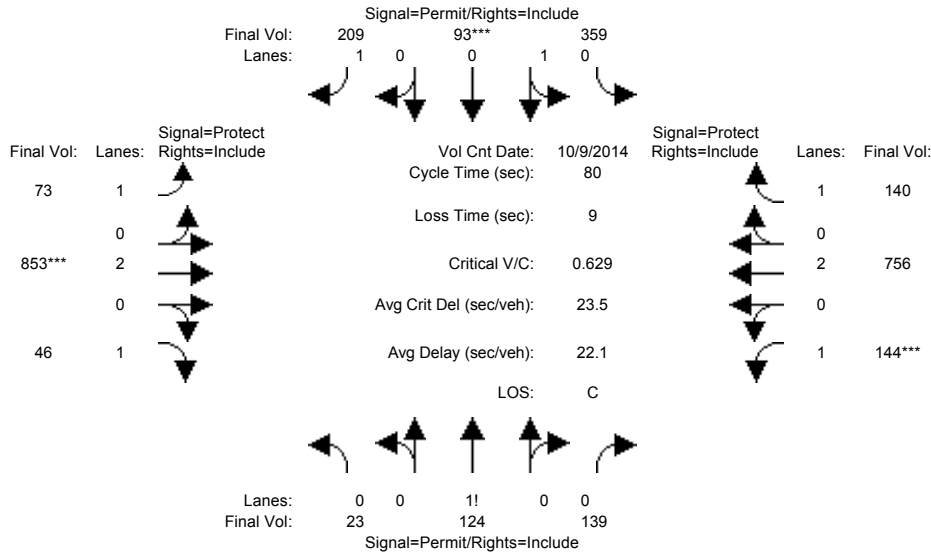 Signal=Permit/Rights=Include
Final Vol: 209 93*** 359
Lanes: 1 0 0 1 0
Signal=Protect Signal=Protect
Final Vol: Lanes: Rights=Include Vol Cnt Date: 10/9/2014 Rights=Include Lanes: Final Vol:
Cycle Time (sec): 80
73 1 1 140
Loss Time (sec): 9
0 0
853*** 2 Critical V/C: 0.629 2 756
0 Avg Crit Del (sec/veh): 23.5 0
46 1 Avg Delay (sec/veh): 22.1 1 144***
LOS: C
Lanes: 0 0 1! 0 0
Final Vol: 23 124 139
Signal=Permit/Rights=Include